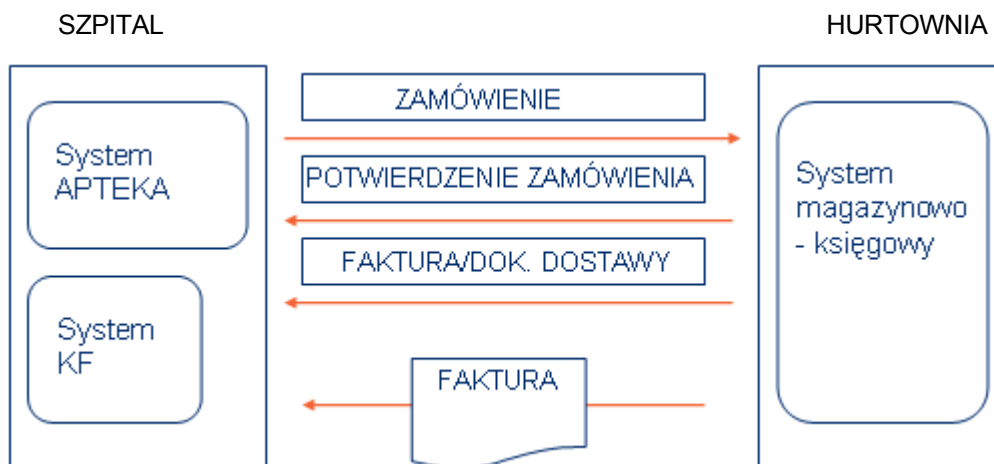 SZPITAL
HURTOWNIA
ZAMÓWIENIE
System
APTEKA
POTWIERDZENIE ZAMÓWIENIA
System
magazynowo
- księgowy
FAKTURA/DOK. DOSTAWY
System
KF
FAKTURA